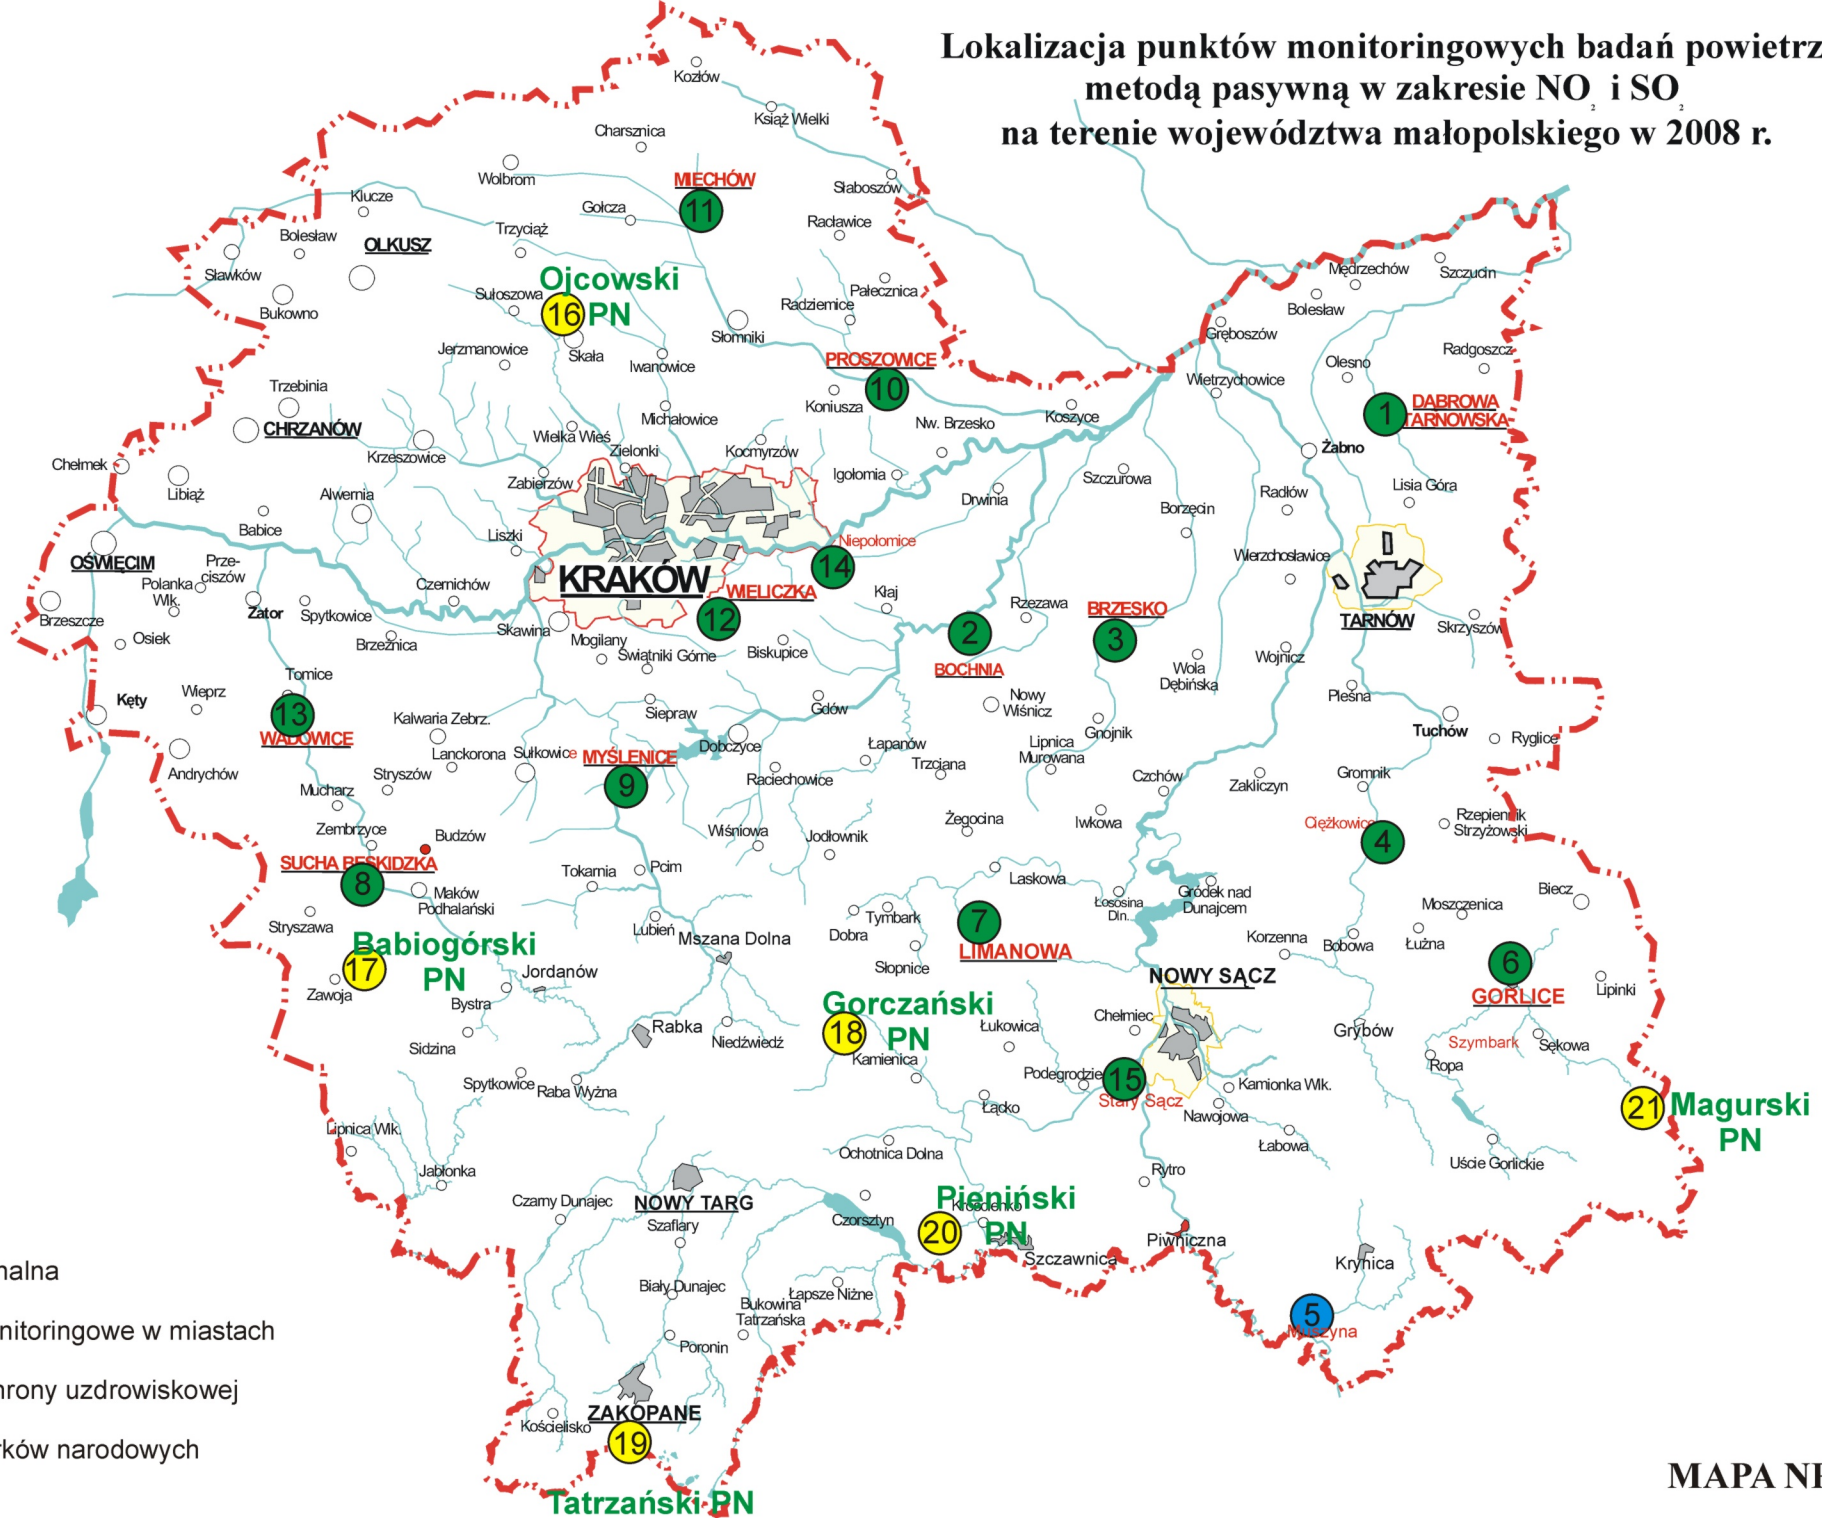 Lokalizacja punktów monitoringowych badań powietrz
metodą pasywną w zakresie NO₂ i SO₂
na terenie województwa małopolskiego w 2008 r.
Kozłów
Książ Wielki
Charsznica
Wolbrom
MIECHÓW
11
Słaboszów
Klucze
Gołcza
Racławice
Trzyciąż
Bolesław
OLKUSZ
Sławków
Bukowno
Ojcowski
PN
16
Sułoszowa
Skała
Pałecznica
Radziemice
Słomniki
Iwanowice
Jerzmanowice
Mędrzechów
Szczucin
Bolesław
Gręboszów
Radgoszcz
Olesno
Wietrzychowice
PROSZOWICE
10
Koniusza
Trzebinia
CHRZANÓW
Michałowice
Koszyce
Nw. Brzesko
1
DĄBROWA
TARNOWSKA
Żabno
Wielka Wieś
Zielonki
Kocmyrzów
Krzeszowice
Chełmek
Libiąż
Alwernia
Zabierzów
Igołomia
Drwinia
Szczurowa
Radłów
Lisia Góra
Borzęcin
Babice
Liszki
Niepołomice
14
KRAKÓW
WIELICZKA
12
OŚWIĘCIM
Prze-
ciszów
Polanka
Wlk.
Brzeszcze
Osiek
Zator
Spytkowice
Czernichów
Brzeźnica
Skawina
Mogilany
Świątniki Górne
Biskupice
Kłaj
Rzezawa
2
BOCHNIA
BRZESKO
3
Wierzchosławice
TARNÓW
Skrzyszów
Wojnicz
Wola
Dębińska
Pleśna
Tomice
13
WADOWICE
Kęty
Wieprz
Andrychów
Kalwaria Zebrz.
Lanckorona
Stryszów
Mucharz
Sułkowice
Siepraw
Gdów
Dobczyce
MYŚLENICE
9
Raciechowice
Łapanów
Trzciana
Nowy
Wiśnicz
Lipnica
Murowana
Gnojnik
Czchów
Zakliczyn
Tuchów
Ryglice
Gromnik
Zembrzyce
Budzów
SUCHA BESKIDZKA
8
Maków
Podhalański
Stryszawa
Tokarnia
Pcim
Wiśniowa
Jodłownik
Żegocina
Iwkowa
Ciężkowice
4
Rzepiennik
Strzyżowski
Laskowa
Łososina
Dln.
Gródek nad
Dunajcem
Biecz
Moszczenica
Łużna
Lubień
Mszana Dolna
Dobra
Tymbark
Słopnice
7
LIMANOWA
Korzenna
Bobowa
6
GORLICE
Lipinki
Babiogórski
PN
17
Zawoja
Jordanów
Bystra
Sidzina
Rabka
Niedźwiedź
Gorczański
PN
18
Kamienica
Łukowica
NOWY SĄCZ
Chełmiec
Grybów
Szymbark
Sękowa
Ropa
Spytkowice
Raba Wyżna
Podegrodzie
15
Stary Sącz
Kamionka Wlk.
Nawojowa
Łącko
Łabowa
21
Magurski
PN
Uście Gorlickie
Lipnica Wlk.
Jabłonka
Ochotnica Dolna
Rytro
Czarny Dunajec
NOWY TARG
Szaflary
Czorsztyn
Pieniński
PN
Krościenko
20
Szczawnica
Piwniczna
Krynica
5
Muszyna
Biały Dunajec
Łapsze Niżne
Bukowina
Tatrzańska
Poronin
ZAKOPANE
19
Kościelisko
Tatrzański PN
nalna
nitoringowe w miastach
hrony uzdrowiskowej
rków narodowych
MAPA NR